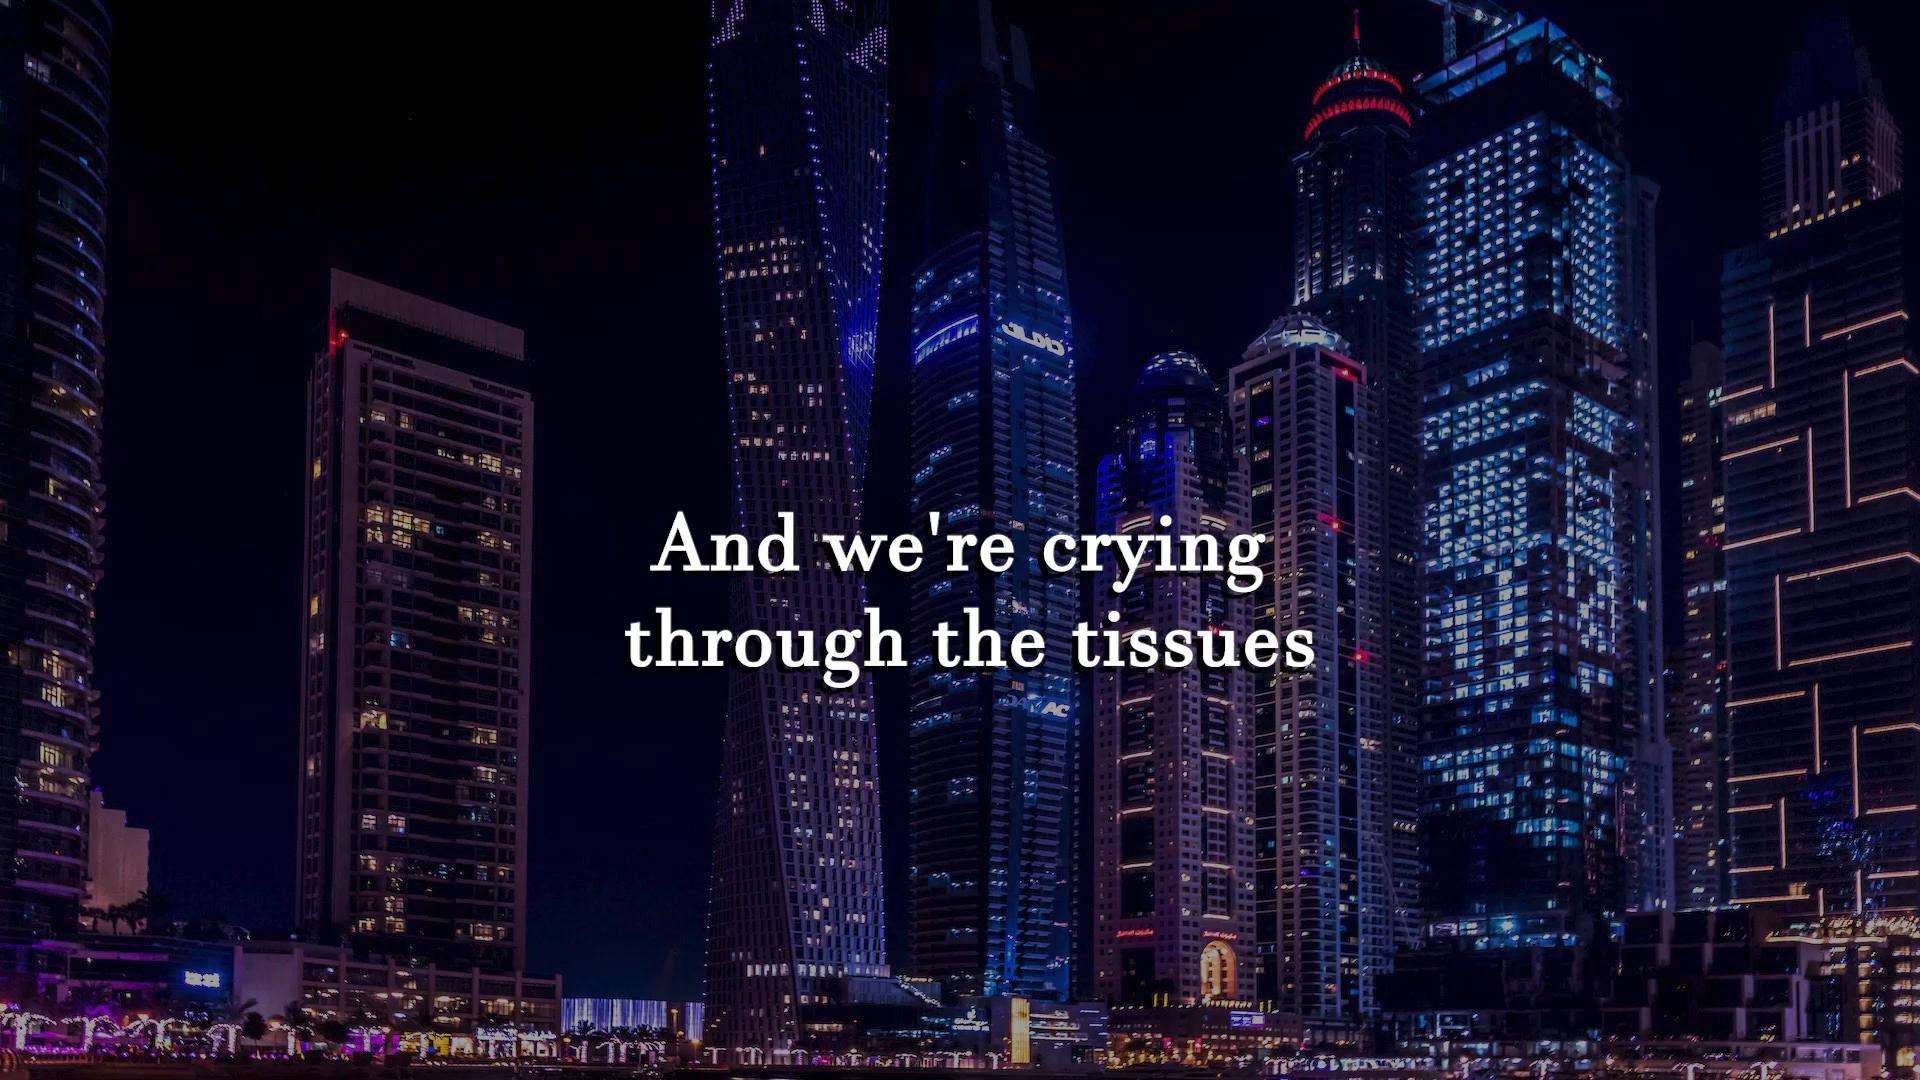 And we're crying
through the tissues